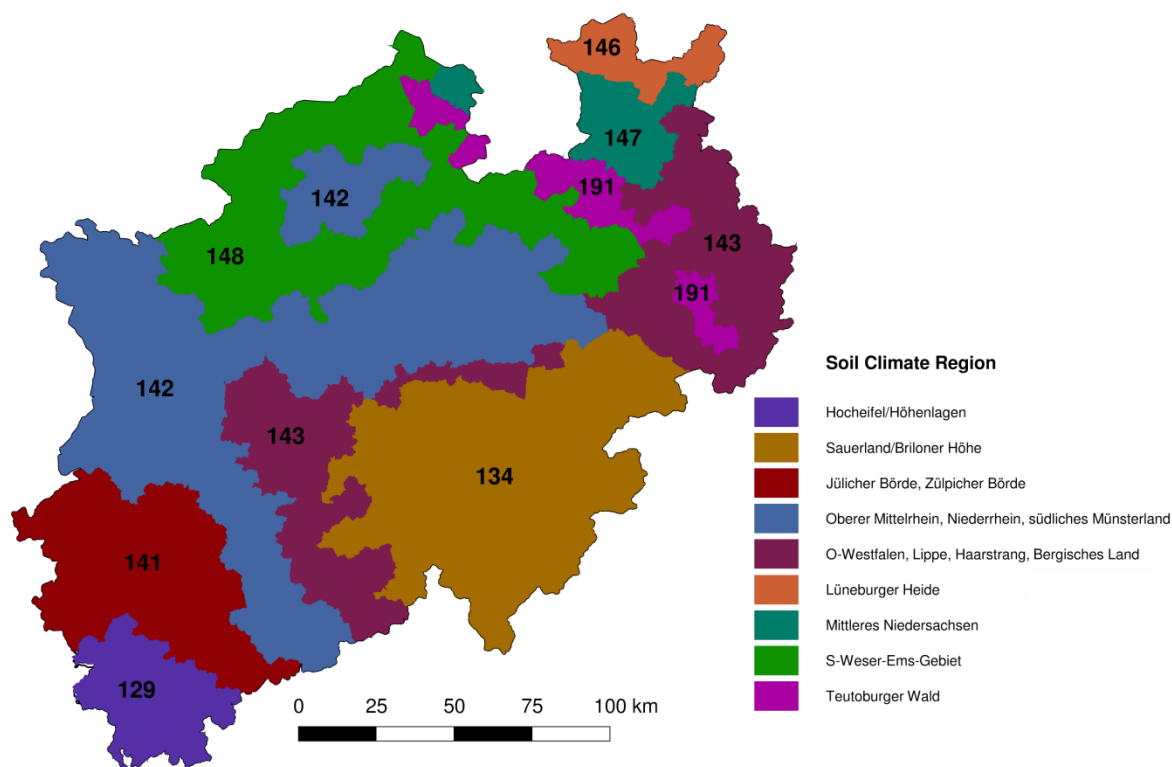 146
147
142
191
143
148
191
142
143
134
141
129
Soil Climate Region
Hocheifel/Höhenlagen
Sauerland/Briloner Höhe
Jülicher Börde, Zülpicher Börde
Oberer Mittelrhein, Niederrhein, südliches Münsterland
O-Westfalen, Lippe, Haarstrang, Bergisches Land
Lüneburger Heide
Mittleres Niedersachsen
S-Weser-Ems-Gebiet
Teutoburger Wald
0 25 50 75 100 km